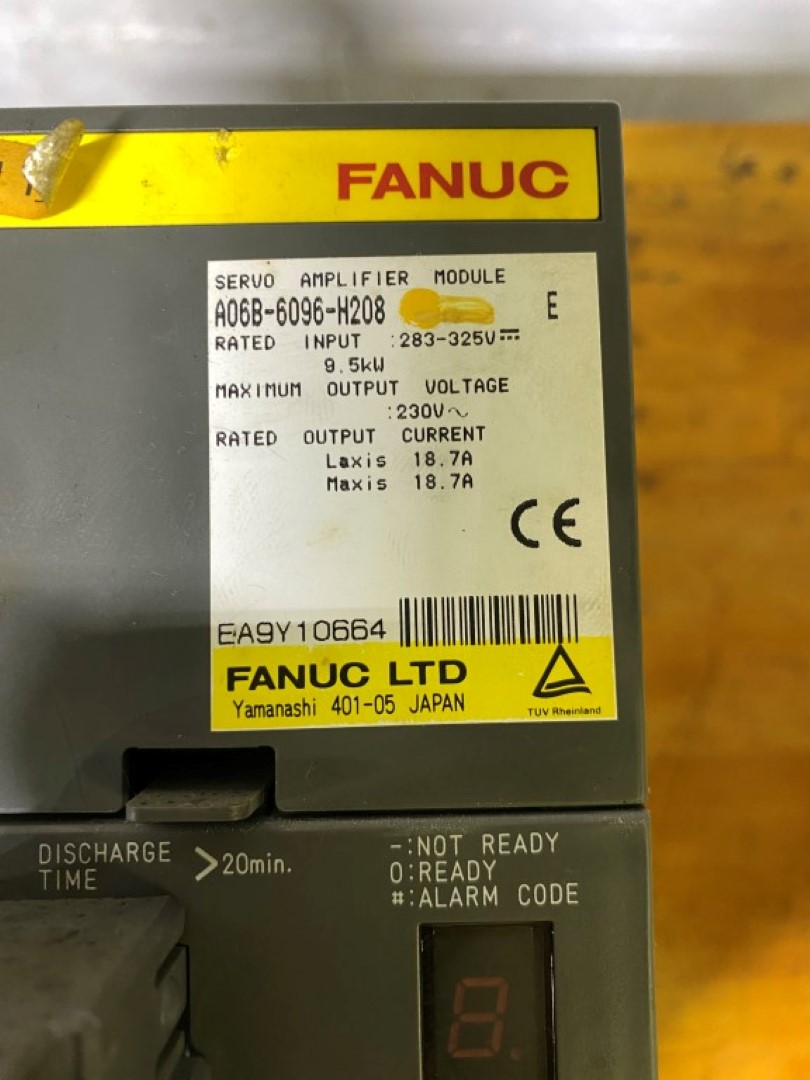 FANUC
SERVO AMPLIFIER MODULE
A06B-6096-H208 E
RATED INPUT :283-325V⎓
9.5kW
MAXIMUM OUTPUT VOLTAGE
:230V～
RATED OUTPUT CURRENT
Laxis 18.7A
Maxis 18.7A
CE
EA9Y10664
FANUC LTD
Yamanashi 401-05 JAPAN
TUV Rheinland
DISCHARGE TIME >20min.
-:NOT READY
0:READY
#:ALARM CODE
8.